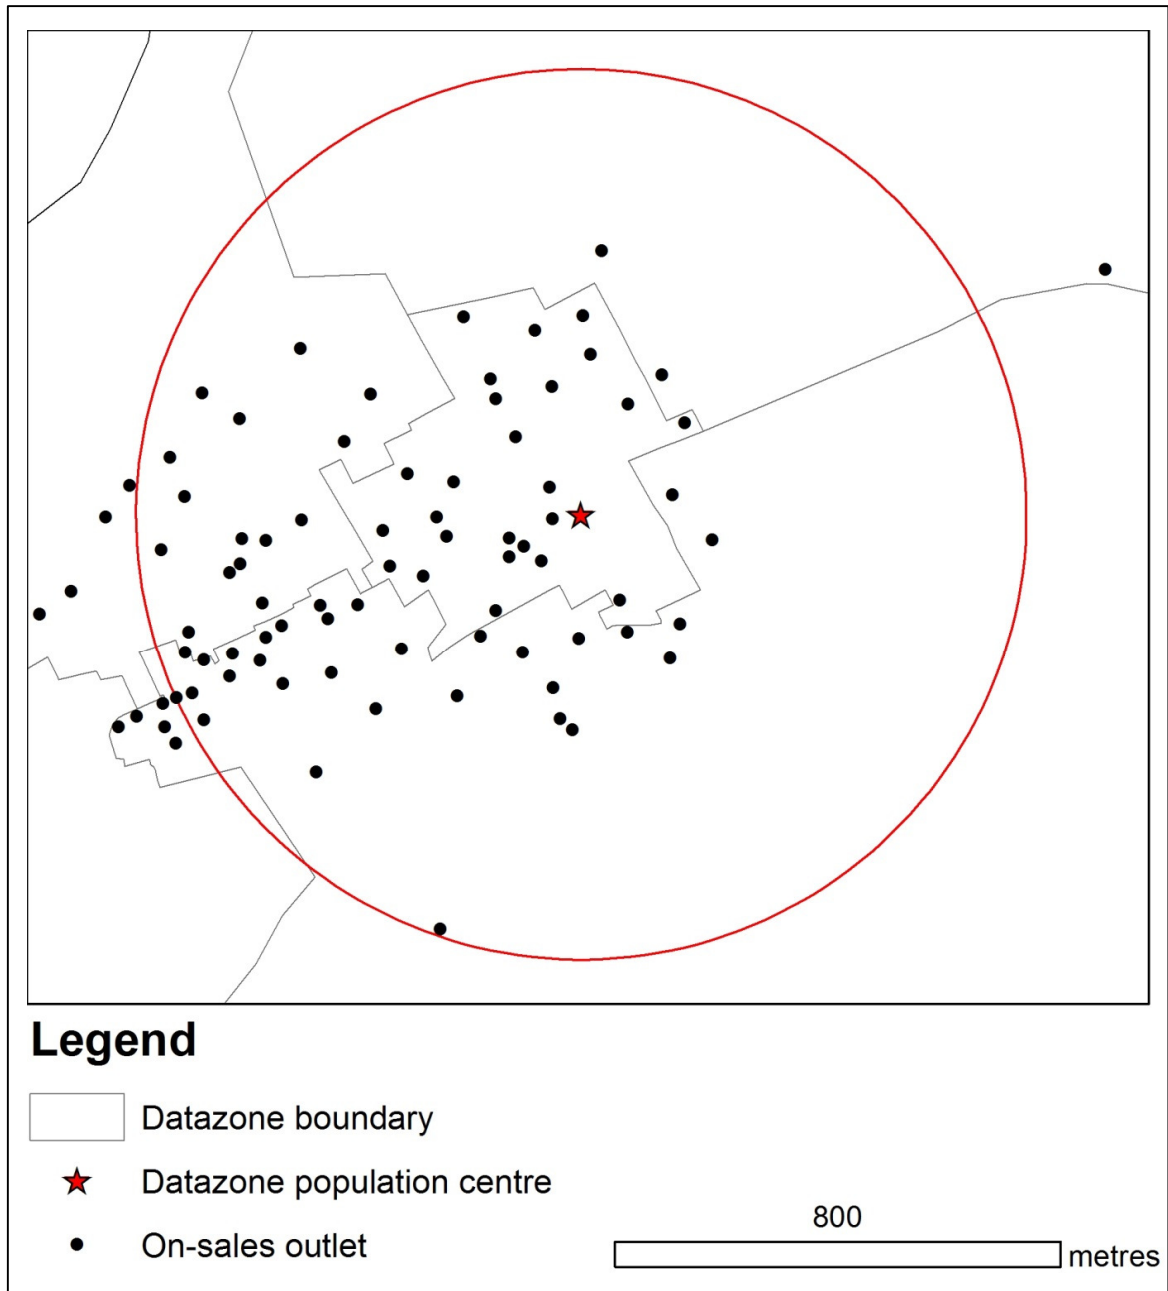 Legend
Datazone boundary
Datazone population centre
On-sales outlet
800
metres